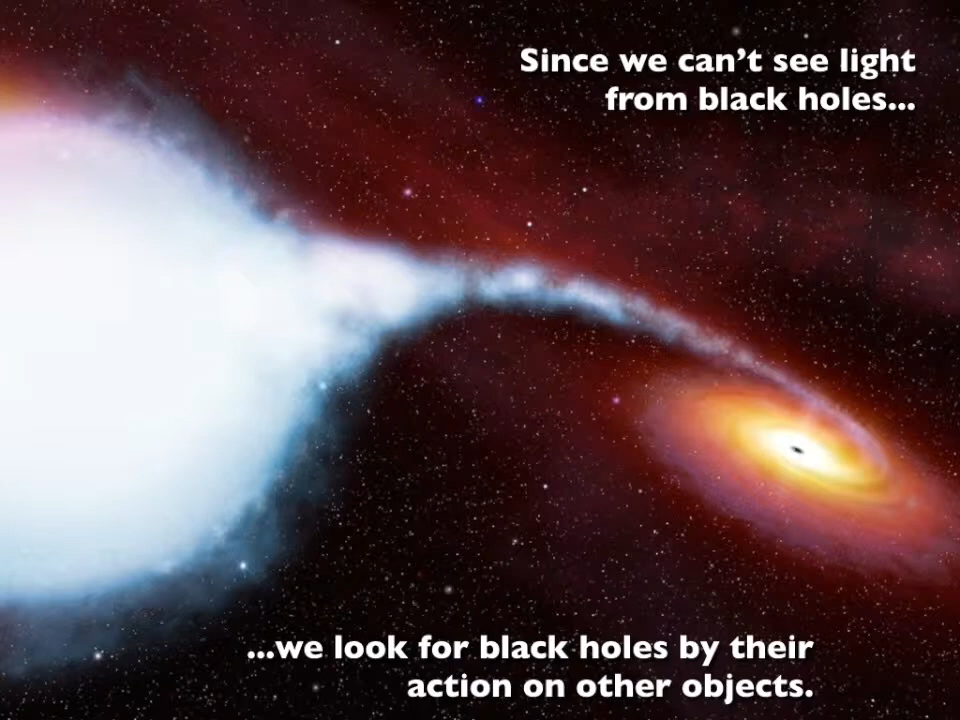 Since we can’t see light
from black holes...
...we look for black holes by their
action on other objects.